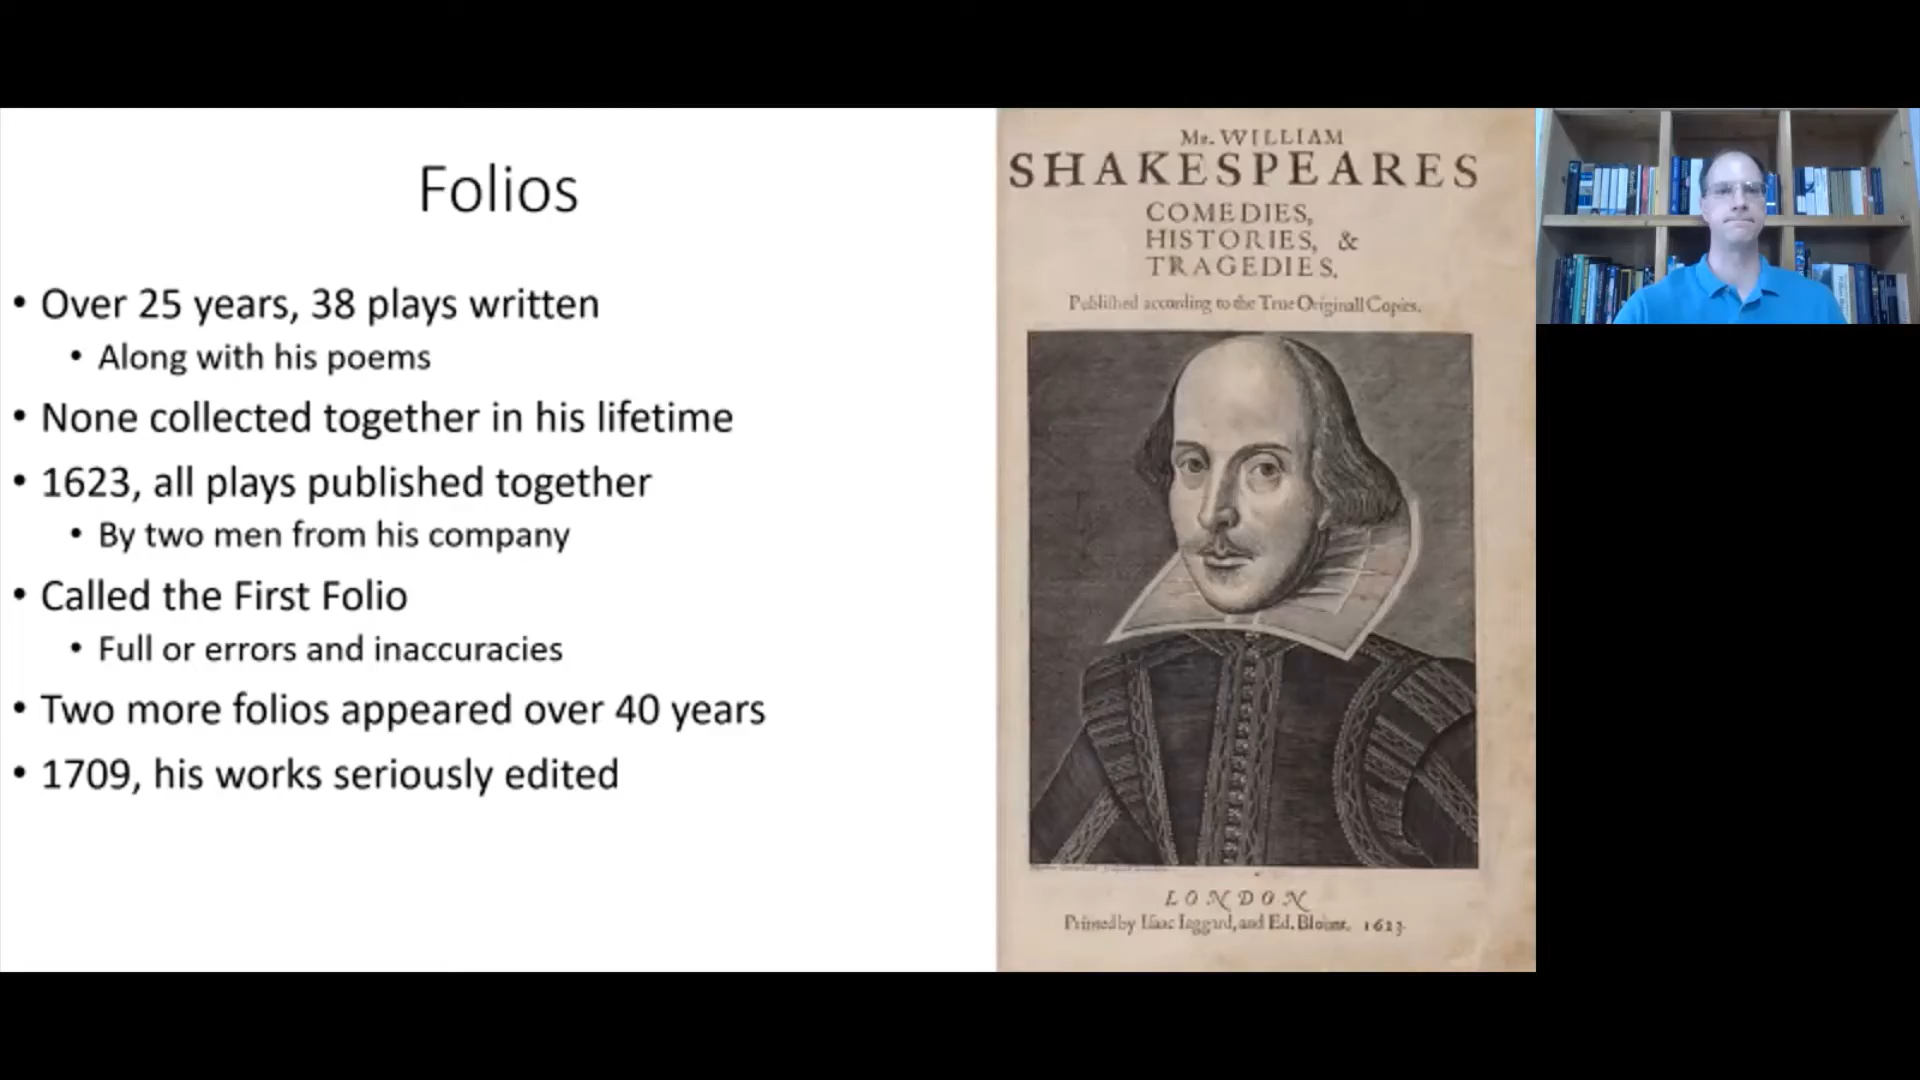 Folios
• Over 25 years, 38 plays written
• Along with his poems
• None collected together in his lifetime
• 1623, all plays published together
• By two men from his company
• Called the First Folio
• Full or errors and inaccuracies
• Two more folios appeared over 40 years
• 1709, his works seriously edited
Mr. WILLIAM
SHAKESPEARES
COMEDIES,
HISTORIES, &
TRAGEDIES.
Published according to the True Originall Copies.
LONDON
Printed by Isaac Iaggard, and Ed. Blount. 1623.